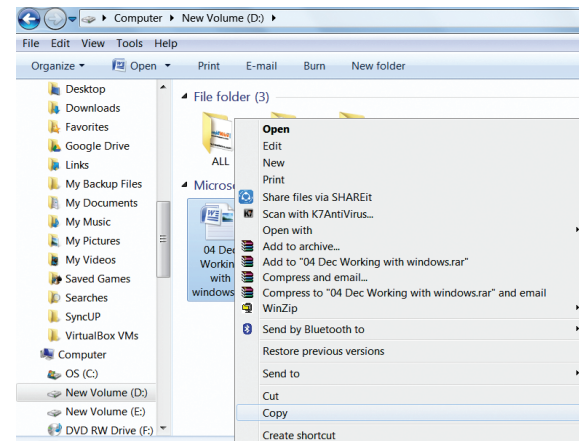 Computer ▸ New Volume (D:) ▸
File Edit View Tools Help
Organize Open Print E-mail Burn New folder
Desktop
Downloads
Favorites
Google Drive
Links
My Backup Files
My Documents
My Music
My Pictures
My Videos
Saved Games
Searches
SyncUP
VirtualBox VMs
Computer
OS (C:)
New Volume (D:)
New Volume (E:)
DVD RW Drive (F:)
File folder (3)
ALL
Microso
04 Dec
Workin
with
windows
Open
Edit
New
Print
Share files via SHAREit
K7 Scan with K7AntiVirus...
Open with
Add to archive...
Add to "04 Dec Working with windows.rar"
Compress and email...
Compress to "04 Dec Working with windows.rar" and email
WinZip
Send by Bluetooth to
Restore previous versions
Send to
Cut
Copy
Create shortcut